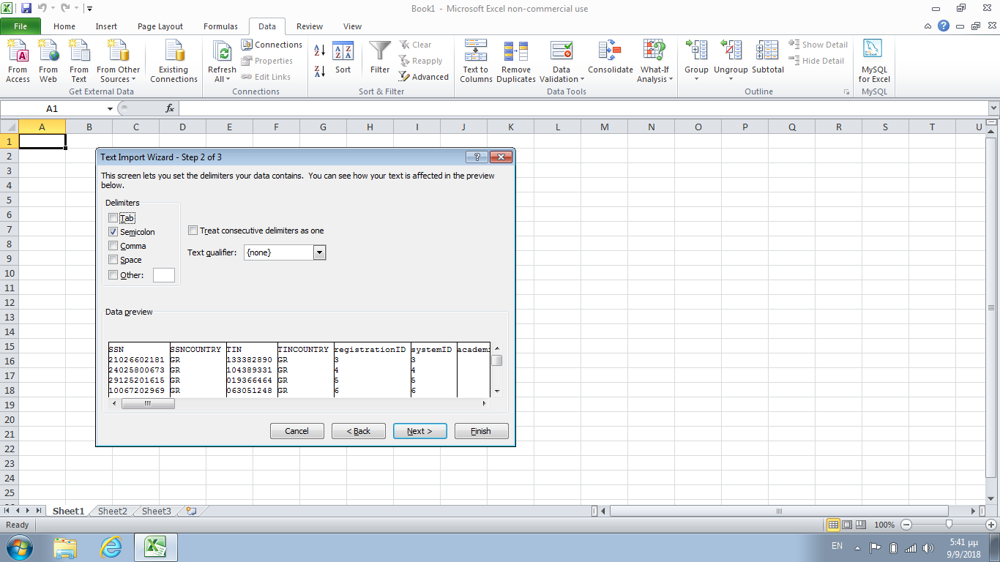 Book1 - Microsoft Excel non-commercial use
File Home Insert Page Layout Formulas Data Review View
From Access
From Web
From Text
From Other Sources
Existing Connections
Get External Data
Refresh All
Connections
Properties
Edit Links
Connections
Sort
Filter
Clear
Reapply
Advanced
Sort & Filter
Text to Columns
Remove Duplicates
Data Validation
Consolidate
What-If Analysis
Data Tools
Group
Ungroup
Subtotal
Show Detail
Hide Detail
Outline
MySQL for Excel
MySQL
A1 fx
A B C D E F G H I J K L M N O P Q R S T U
1
2
3
4
5
6
7
8
9
10
11
12
13
14
15
16
17
18
19
20
21
22
23
24
25
Text Import Wizard - Step 2 of 3
This screen lets you set the delimiters your data contains. You can see how your text is affected in the preview
below.
Delimiters
Tab
Semicolon
Comma
Space
Other:
Treat consecutive delimiters as one
Text qualifier: {none}
Data preview
SSN SSNCOUNTRY TIN TINCOUNTRY registrationID systemID academi
21026602181 GR 133382890 GR 3 3
24025800673 GR 104389331 GR 4 4
29125201615 GR 019366464 GR 5 5
10067202969 GR 063051248 GR 6 6
Cancel < Back Next > Finish
Sheet1 Sheet2 Sheet3
Ready 100%
EN 5:41 μμ
9/9/2018